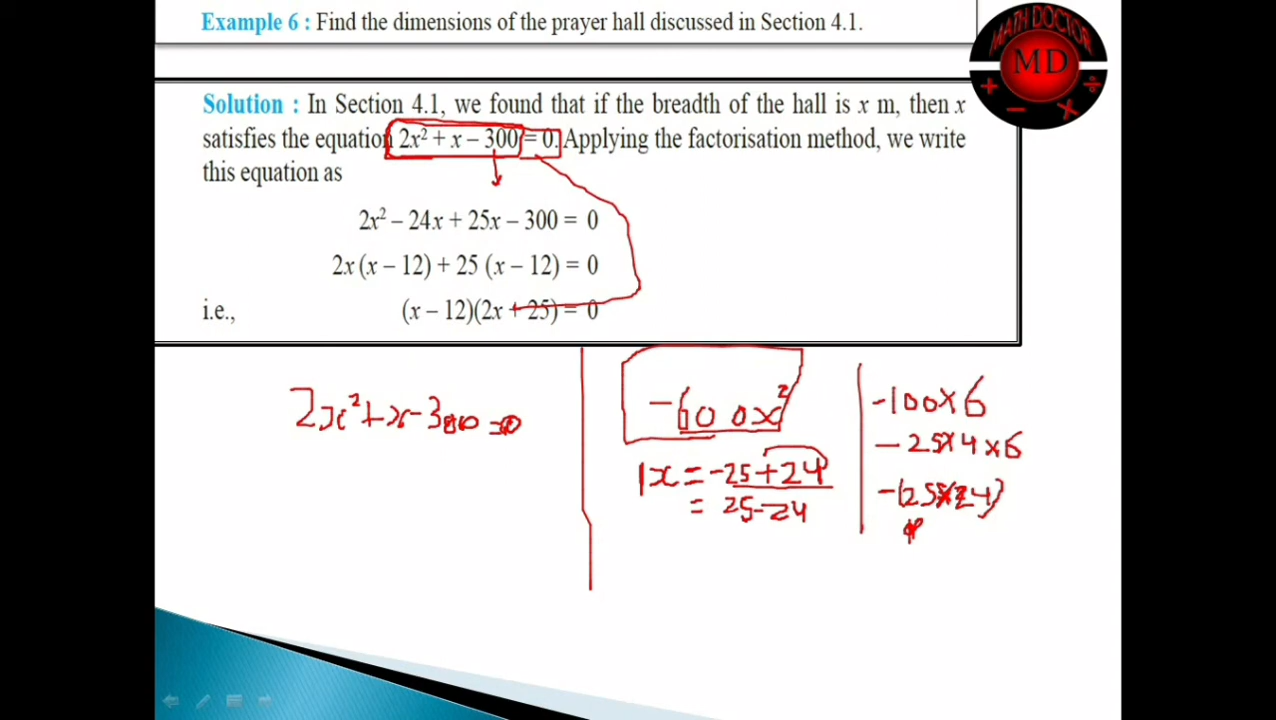 Example 6 : Find the dimensions of the prayer hall discussed in Section 4.1.
MATH DOCTOR
MD
+ − × ÷
Solution : In Section 4.1, we found that if the breadth of the hall is x m, then x
satisfies the equation 2x² + x – 300 = 0. Applying the factorisation method, we write
this equation as
2x² – 24x + 25x – 300 = 0
2x (x – 12) + 25 (x – 12) = 0
i.e., (x – 12)(2x + 25) = 0
2x²+x-300=0
-600x²
1x = -25+24
= 25-24
-100×6
-25×4×6
-(25×24)